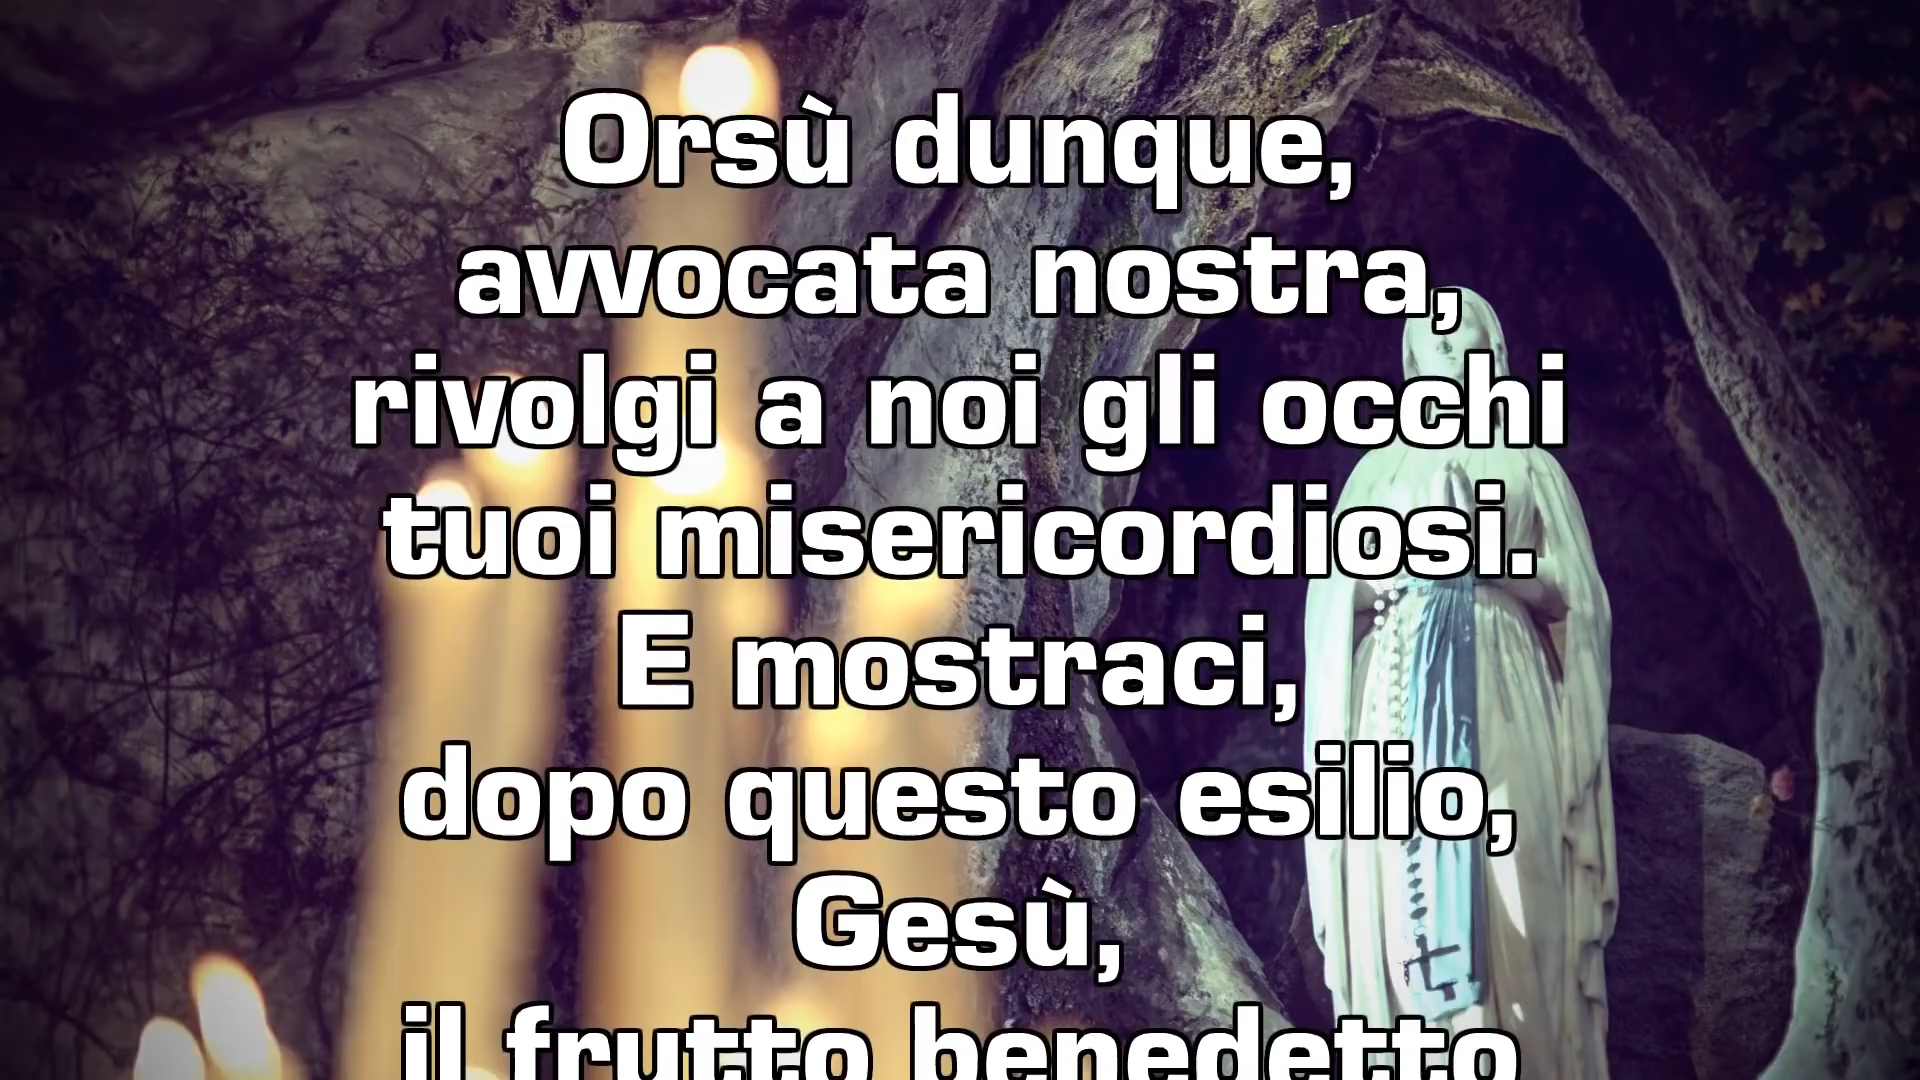 Orsù dunque,
avvocata nostra,
rivolgi a noi gli occhi
tuoi misericordiosi.
E mostraci,
dopo questo esilio,
Gesù,
il frutto benedetto